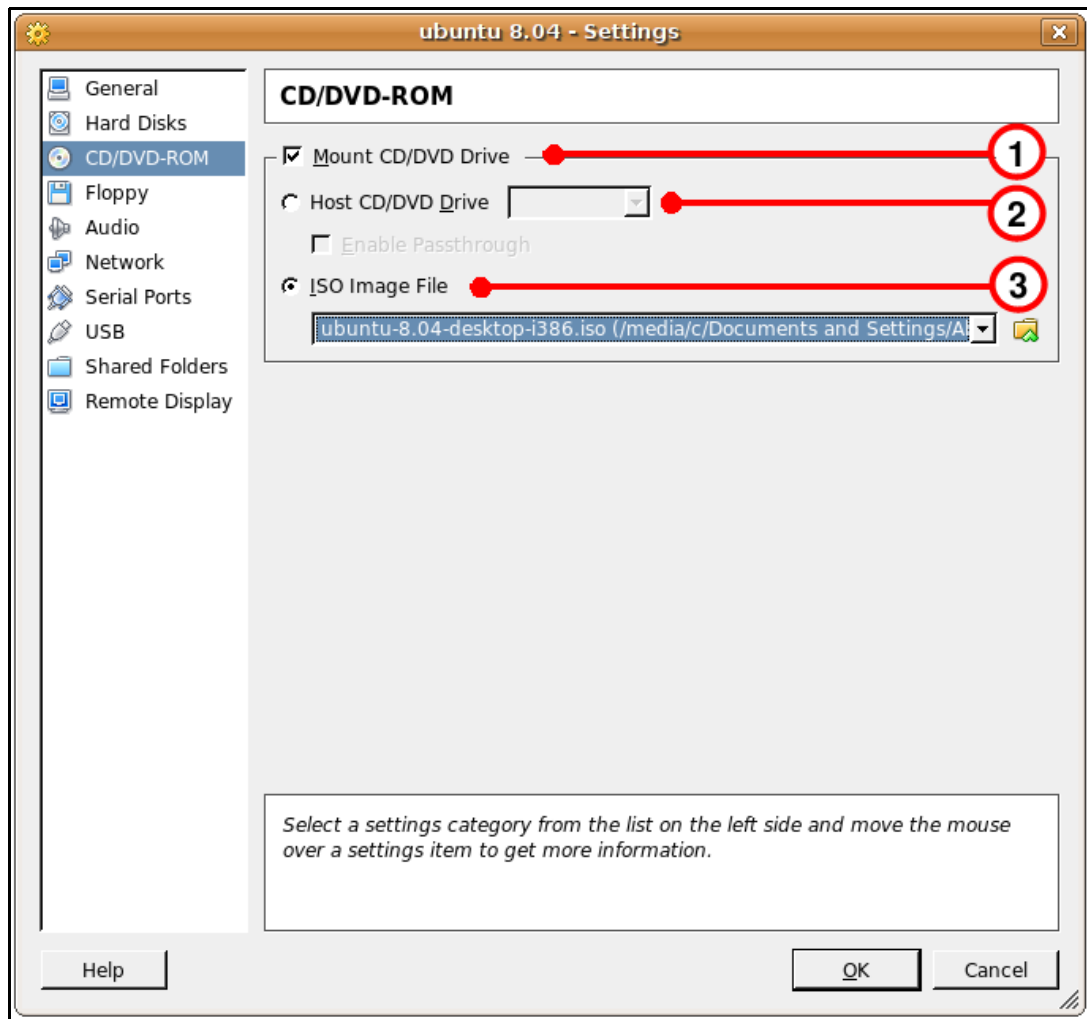 ubuntu 8.04 - Settings
General
Hard Disks
CD/DVD-ROM
Floppy
Audio
Network
Serial Ports
USB
Shared Folders
Remote Display
CD/DVD-ROM
Mount CD/DVD Drive
1
Host CD/DVD Drive
2
Enable Passthrough
ISO Image File
3
ubuntu-8.04-desktop-i386.iso (/media/c/Documents and Settings/A
Select a settings category from the list on the left side and move the mouse
over a settings item to get more information.
Help
OK
Cancel